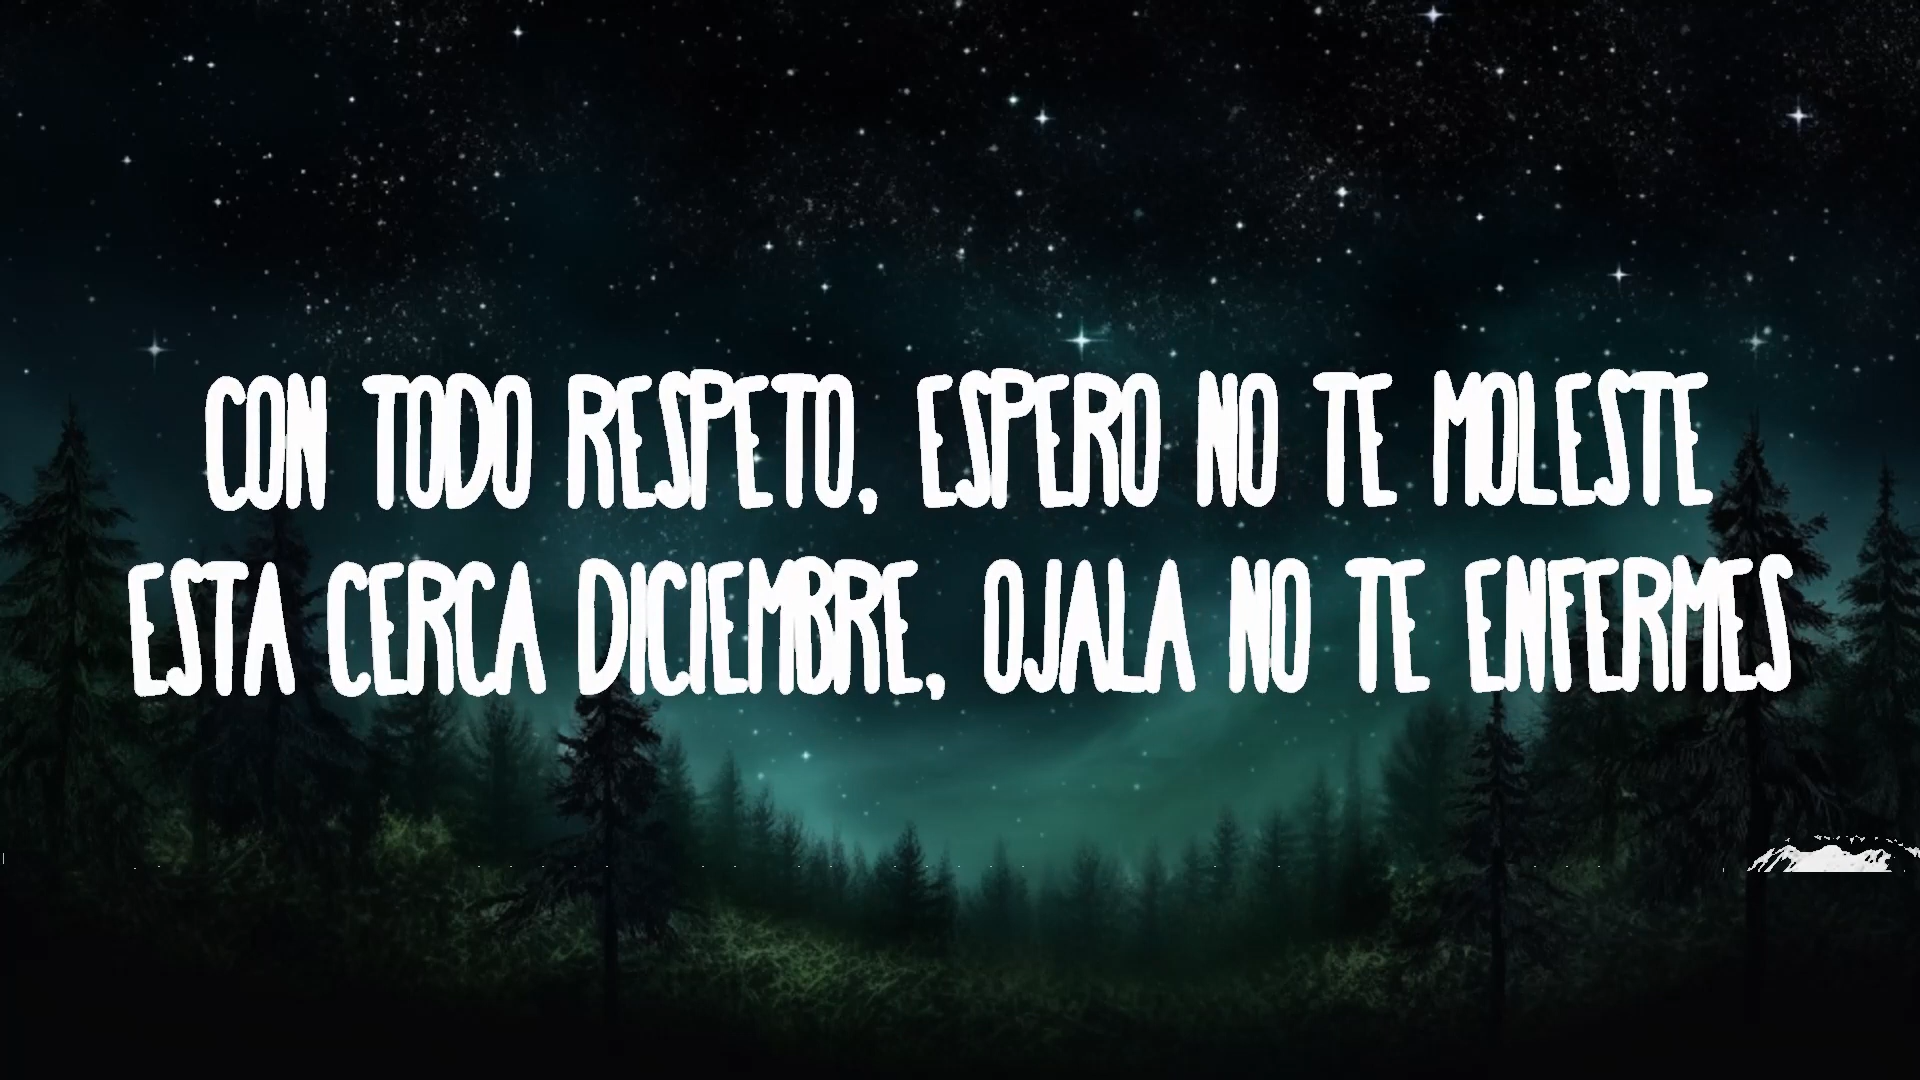 CON TODO RESPETO, ESPERO NO TE MOLESTE
ESTA CERCA DICIEMBRE, OJALA NO TE ENFERMES